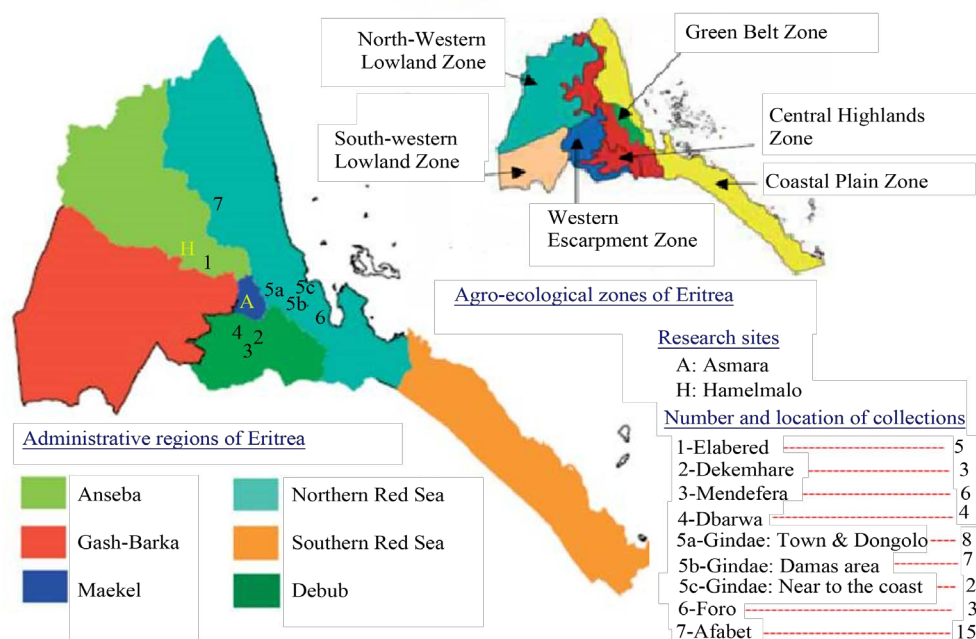 North-Western
Lowland Zone
Green Belt Zone
South-western
Lowland Zone
Central Highlands
Zone
Coastal Plain Zone
Western
Escarpment Zone
7
H
1
A
5a
5c
5b
6
4
2
3
Agro-ecological zones of Eritrea
Research sites
A: Asmara
H: Hamelmalo
Number and location of collections
1-Elabered 5
2-Dekemhare 3
3-Mendefera 6
4-Dbarwa 4
5a-Gindae: Town & Dongolo 8
5b-Gindae: Damas area 7
5c-Gindae: Near to the coast 2
6-Foro 3
7-Afabet 15
Administrative regions of Eritrea
Anseba
Northern Red Sea
Gash-Barka
Southern Red Sea
Maekel
Debub